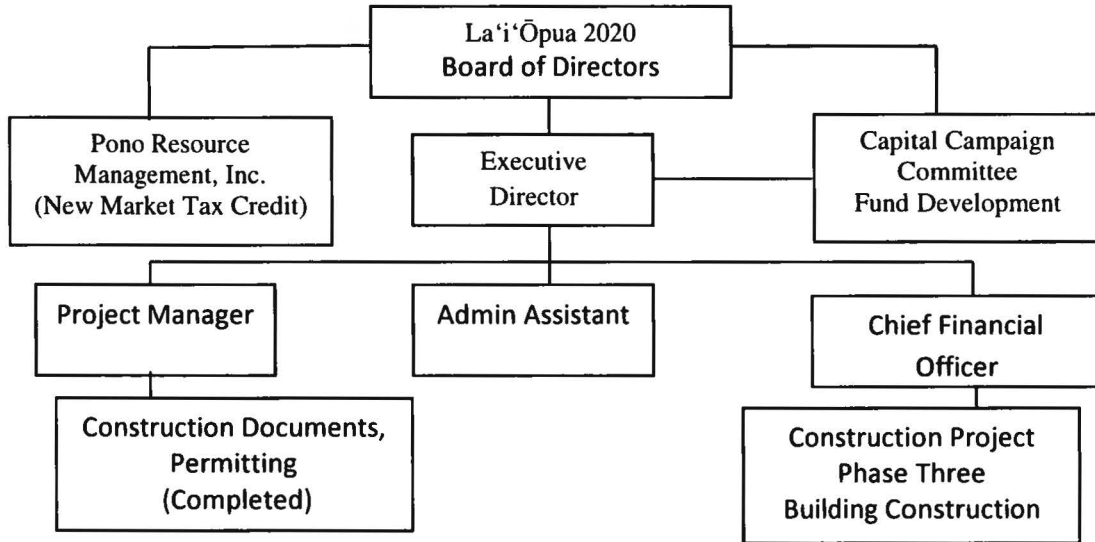 La‘i‘Ōpua 2020
Board of Directors
Pono Resource
Management, Inc.
(New Market Tax Credit)
Executive
Director
Capital Campaign
Committee
Fund Development
Project Manager
Admin Assistant
Chief Financial
Officer
Construction Documents,
Permitting
(Completed)
Construction Project
Phase Three
Building Construction